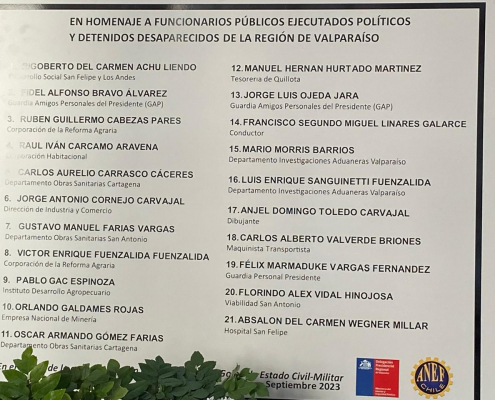 EN HOMENAJE A FUNCIONARIOS PÚBLICOS EJECUTADOS POLÍTICOS
Y DETENIDOS DESAPARECIDOS DE LA REGIÓN DE VALPARAÍSO
RIGOBERTO DEL CARMEN ACHU LIENDO
Desarrollo Social San Felipe y Los Andes
FIDEL ALFONSO BRAVO ÁLVAREZ
Guardia Amigos Personales del Presidente (GAP)
3. RUBEN GUILLERMO CABEZAS PARES
Corporación de la Reforma Agraria
4. RAUL IVÁN CARCAMO ARAVENA
Corporación Habitacional
5. CARLOS AURELIO CARRASCO CÁCERES
Departamento Obras Sanitarias Cartagena
6. JORGE ANTONIO CORNEJO CARVAJAL
Dirección de Industria y Comercio
7. GUSTAVO MANUEL FARIAS VARGAS
Departamento Obras Sanitarias San Antonio
8. VICTOR ENRIQUE FUENZALIDA FUENZALIDA
Corporación de la Reforma Agraria
9. PABLO GAC ESPINOZA
Instituto Desarrollo Agropecuario
10. ORLANDO GALDAMES ROJAS
Empresa Nacional de Minería
11. OSCAR ARMANDO GÓMEZ FARIAS
Departamento Obras Sanitarias Cartagena
12. MANUEL HERNAN HURTADO MARTINEZ
Tesoreria de Quillota
13. JORGE LUIS OJEDA JARA
Guardia Amigos Personales del Presidente (GAP)
14. FRANCISCO SEGUNDO MIGUEL LINARES GALARCE
Conductor
15. MARIO MORRIS BARRIOS
Departamento Investigaciones Aduaneras Valparaíso
16. LUIS ENRIQUE SANGUINETTI FUENZALIDA
Departamento Investigaciones Aduaneras Valparaíso
17. ANJEL DOMINGO TOLEDO CARVAJAL
Dibujante
18. CARLOS ALBERTO VALVERDE BRIONES
Maquinista Transportista
19. FÉLIX MARMADUKE VARGAS FERNANDEZ
Guardia Personal Presidente
20. FLORINDO ALEX VIDAL HINOJOSA
Viabilidad San Antonio
21. ABSALON DEL CARMEN WEGNER MILLAR
Hospital San Felipe
Estado Civil-Militar
Septiembre 2023
ANEF
CHILE